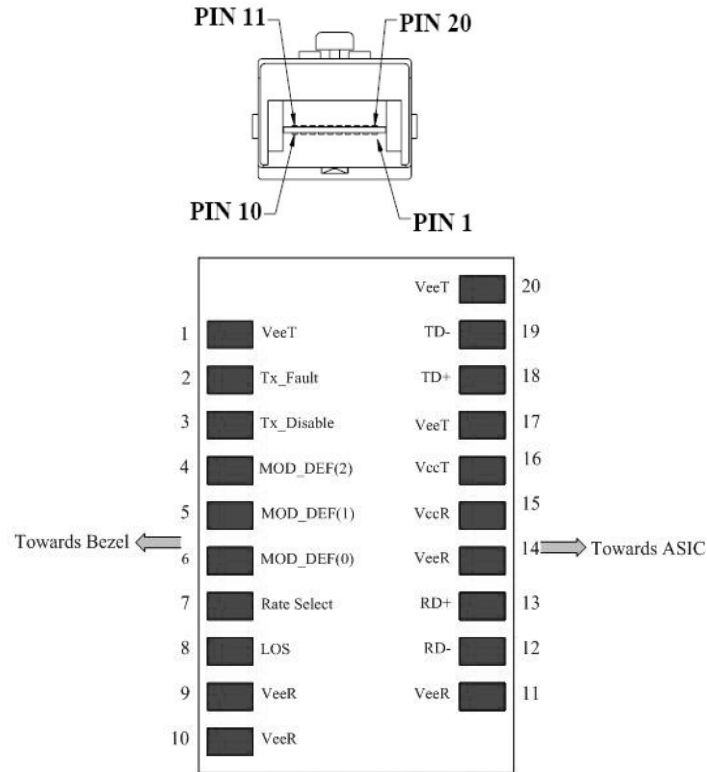 PIN 11
PIN 20
PIN 10
PIN 1
VeeT 20
1 VeeT TD- 19
2 Tx_Fault TD+ 18
3 Tx_Disable VeeT 17
4 MOD_DEF(2) VccT 16
5 MOD_DEF(1) VccR 15
Towards Bezel
6 MOD_DEF(0) VeeR 14
Towards ASIC
7 Rate Select RD+ 13
8 LOS RD- 12
9 VeeR VeeR 11
10 VeeR